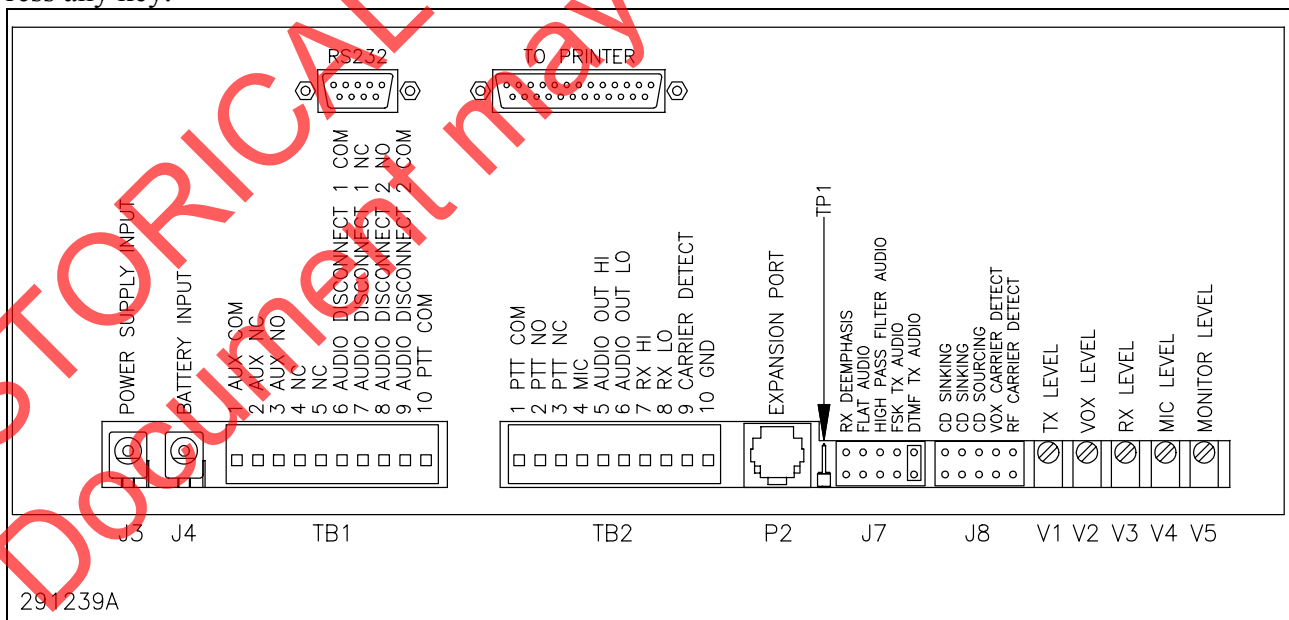 ress any key.
STORICAL
Document may
RS232
TO PRINTER
POWER SUPPLY INPUT
BATTERY INPUT
1 AUX COM
2 AUX NC
3 AUX NO
4 NC
5 NC
6 AUDIO DISCONNECT 1 COM
7 AUDIO DISCONNECT 1 NC
8 AUDIO DISCONNECT 2 NO
9 AUDIO DISCONNECT 2 COM
10 PTT COM
1 PTT COM
2 PTT NO
3 PTT NC
4 MIC
5 AUDIO OUT HI
6 AUDIO OUT LO
7 RX HI
8 RX LO
9 CARRIER DETECT
10 GND
EXPANSION PORT
TP1
RX DEEMPHASIS
FLAT AUDIO
HIGH PASS FILTER AUDIO
FSK TX AUDIO
DTMF TX AUDIO
CD SINKING
CD SINKING
CD SOURCING
VOX CARRIER DETECT
RF CARRIER DETECT
TX LEVEL
VOX LEVEL
RX LEVEL
MIC LEVEL
MONITOR LEVEL
J3 J4 TB1 TB2 P2 J7 J8 V1 V2 V3 V4 V5
291239A